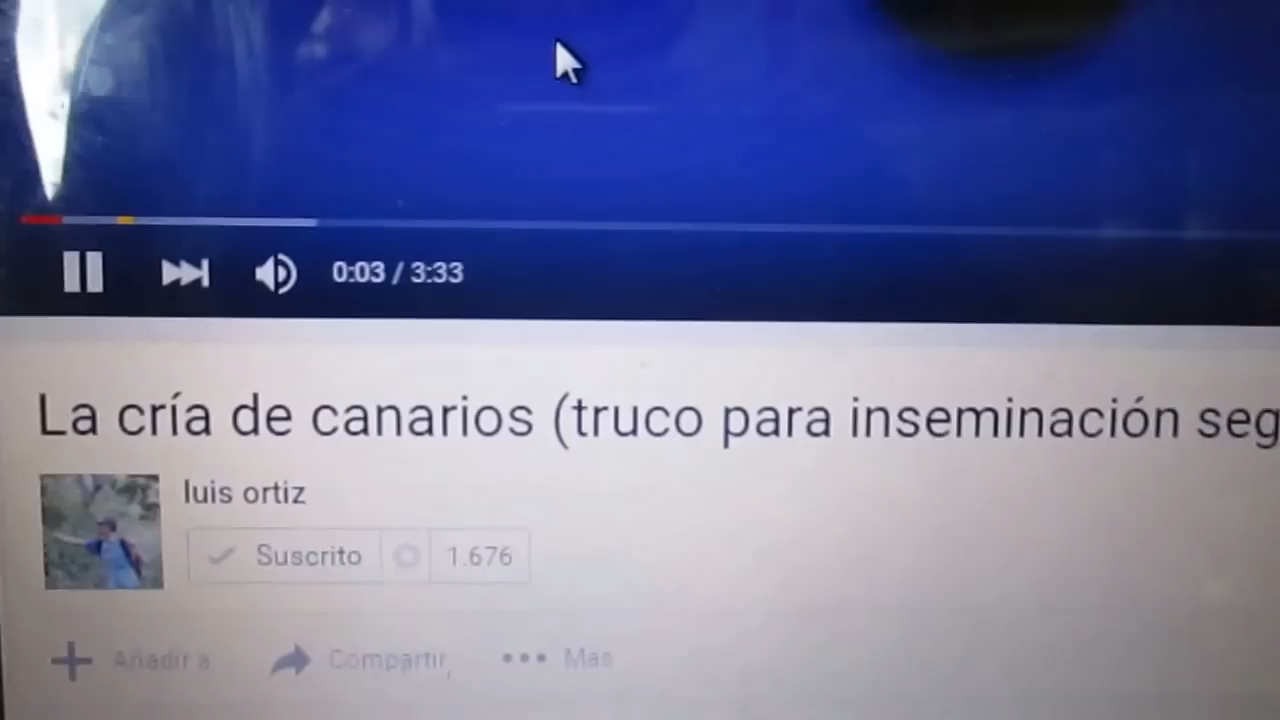 0:03 / 3:33
La cría de canarios (truco para inseminación seg
luis ortiz
Suscrito 1.676
Añadir a Compartir Mas